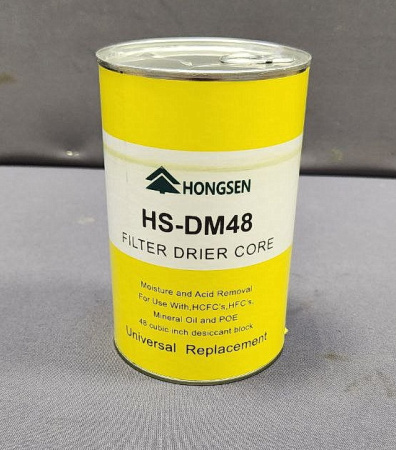 HONGSEN
HS-DM48
FILTER DRIER CORE
Moisture and Acid Removal
For Use With,HCFC's,HFC's,
Mineral Oil and POE
48 cubic inch desiccant block
Universal Replacement